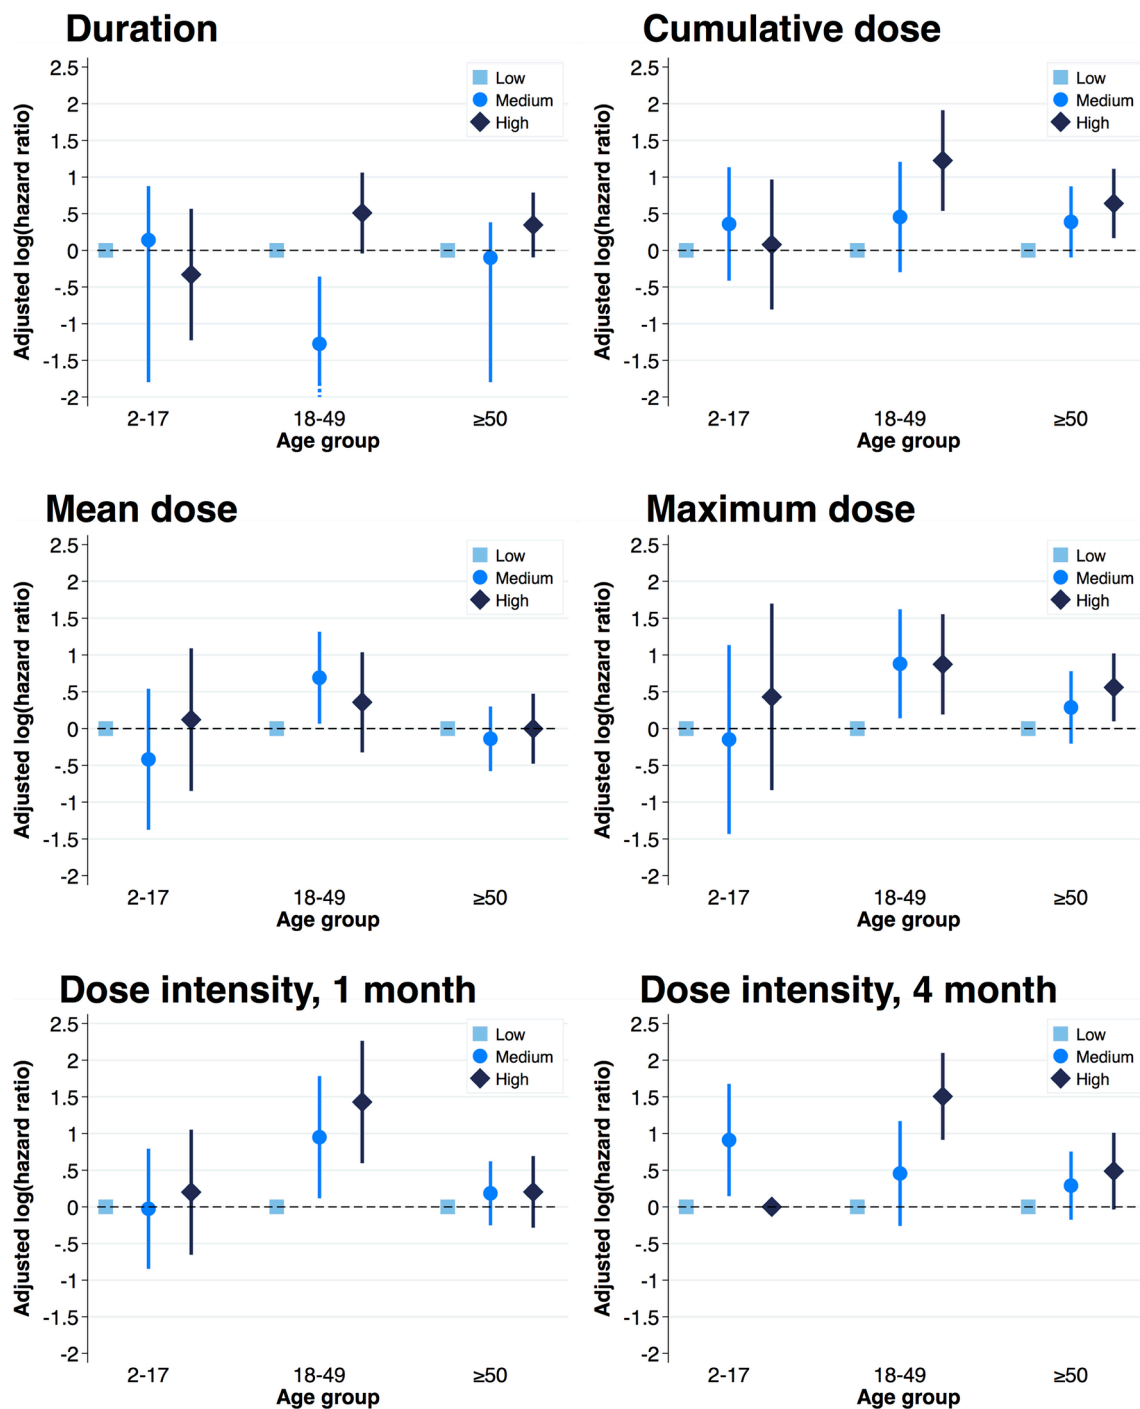 Duration
2.5
2
1.5
1
.5
0
-.5
-1
-1.5
-2
Adjusted log(hazard ratio)
Low
Medium
High
2-17
18-49
≥50
Age group
Cumulative dose
2.5
2
1.5
1
.5
0
-.5
-1
-1.5
-2
Adjusted log(hazard ratio)
Low
Medium
High
2-17
18-49
≥50
Age group
Mean dose
2.5
2
1.5
1
.5
0
-.5
-1
-1.5
-2
Adjusted log(hazard ratio)
Low
Medium
High
2-17
18-49
≥50
Age group
Maximum dose
2.5
2
1.5
1
.5
0
-.5
-1
-1.5
-2
Adjusted log(hazard ratio)
Low
Medium
High
2-17
18-49
≥50
Age group
Dose intensity, 1 month
2.5
2
1.5
1
.5
0
-.5
-1
-1.5
-2
Adjusted log(hazard ratio)
Low
Medium
High
2-17
18-49
≥50
Age group
Dose intensity, 4 month
2.5
2
1.5
1
.5
0
-.5
-1
-1.5
-2
Adjusted log(hazard ratio)
Low
Medium
High
2-17
18-49
≥50
Age group